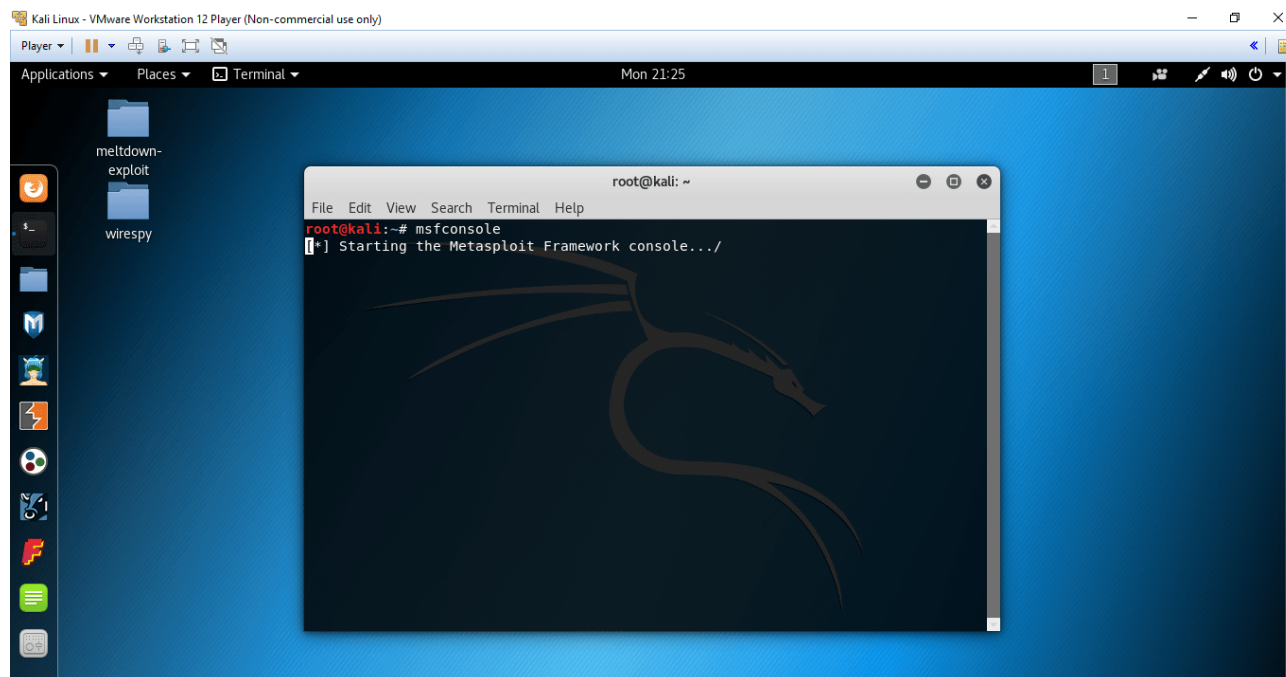 Kali Linux - VMware Workstation 12 Player (Non-commercial use only)
Player
Applications Places Terminal Mon 21:25 1
meltdown-
exploit
wirespy
root@kali: ~
File Edit View Search Terminal Help
root@kali:~# msfconsole
[*] Starting the Metasploit Framework console.../